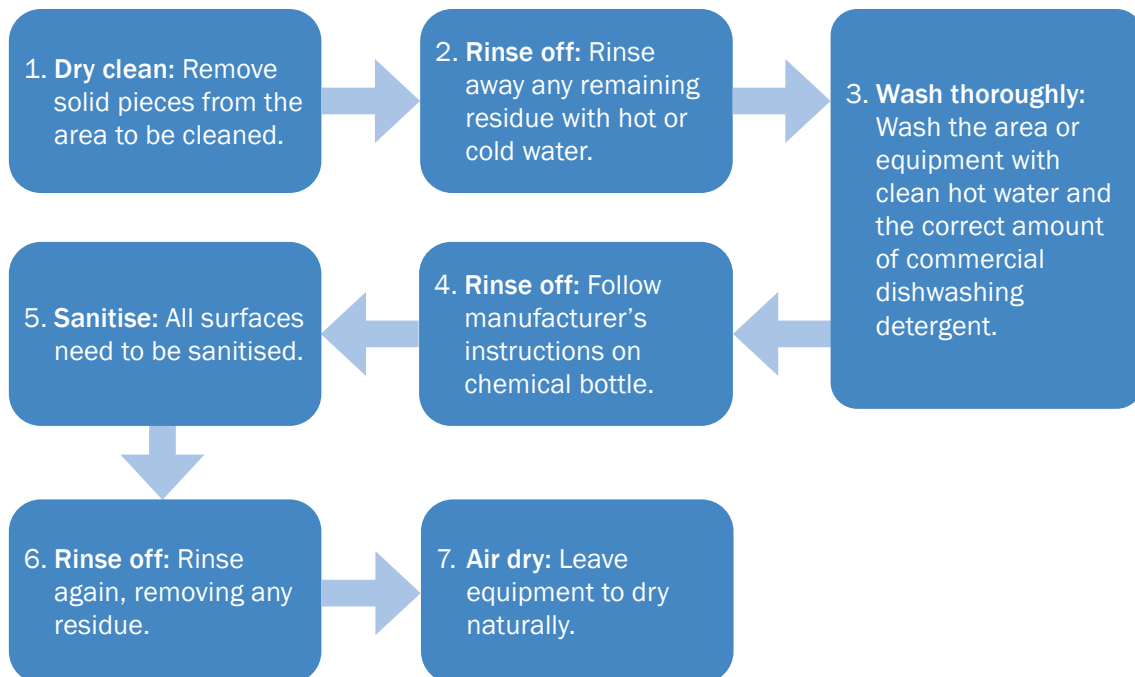 1. Dry clean: Remove
solid pieces from the
area to be cleaned.
2. Rinse off: Rinse
away any remaining
residue with hot or
cold water.
3. Wash thoroughly:
Wash the area or
equipment with
clean hot water and
the correct amount
of commercial
dishwashing
detergent.
4. Rinse off: Follow
manufacturer’s
instructions on
chemical bottle.
5. Sanitise: All surfaces
need to be sanitised.
6. Rinse off: Rinse
again, removing any
residue.
7. Air dry: Leave
equipment to dry
naturally.